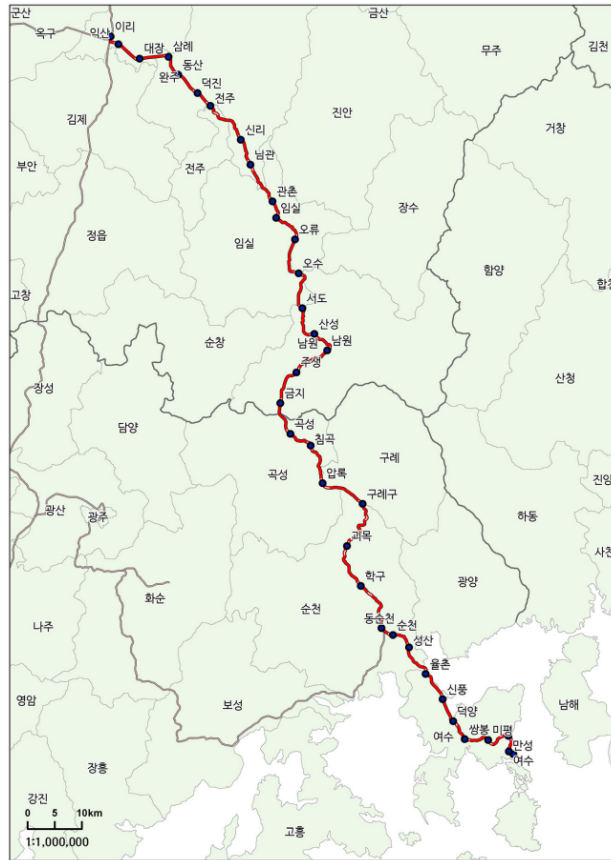 군산
금산
옥구
이리
익산
대장
삼례
동산
무주
김천
완주
덕진
전주
거창
김제
진안
신리
남관
부안
전주
관촌
임실
장수
정읍
임실
오류
함양
고창
오수
합천
서도
산성
순창
남원
남원
산청
주생
장성
금지
담양
곡성
침곡
구례
곡성
압록
진양
광산
광주
구례구
하동
괴목
사천
학구
광양
화순
순천
나주
동순천
순천
성산
율촌
신풍
영암
보성
남해
덕양
여수
쌍봉
미평
만성
여수
장흥
강진
0 5 10km
1:1,000,000
고흥